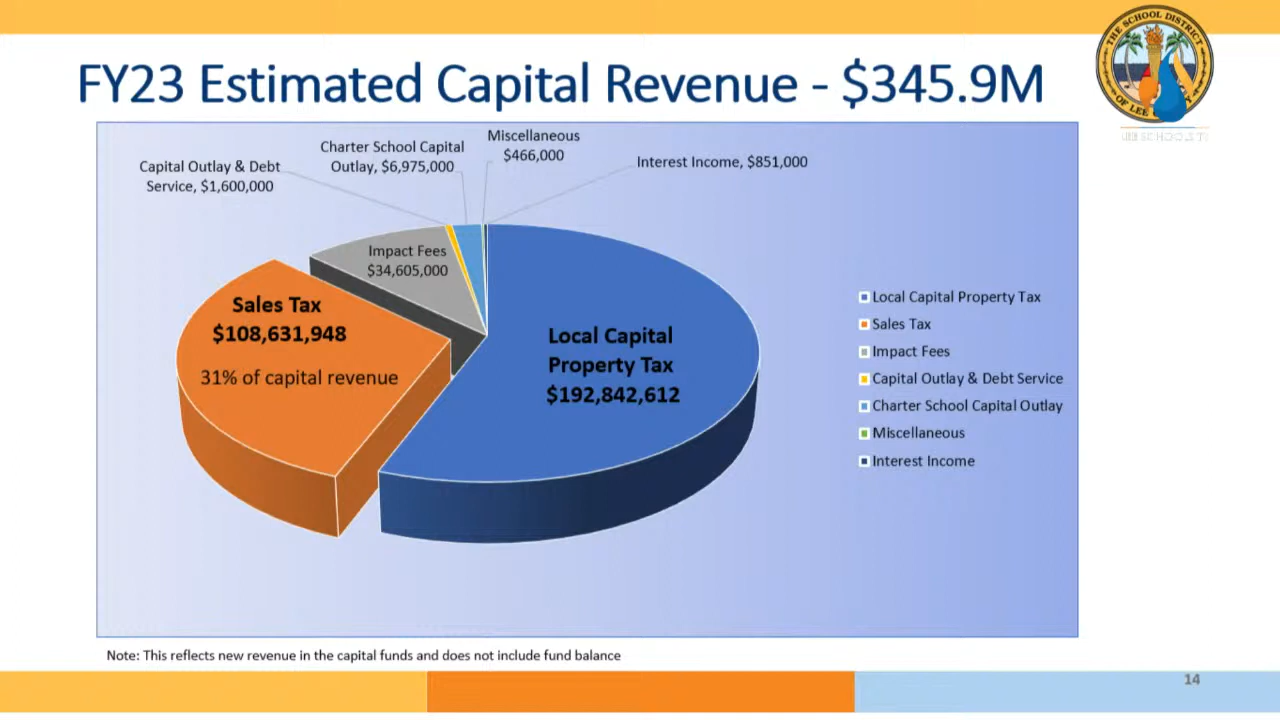 THE SCHOOL DISTRICT
OF LEE
FY23 Estimated Capital Revenue - $345.9M
Miscellaneous
$466,000
Charter School Capital
Outlay, $6,975,000
Interest Income, $851,000
Capital Outlay & Debt
Service, $1,600,000
Impact Fees
$34,605,000
Sales Tax
$108,631,948
31% of capital revenue
Local Capital
Property Tax
$192,842,612
Local Capital Property Tax
Sales Tax
Impact Fees
Capital Outlay & Debt Service
Charter School Capital Outlay
Miscellaneous
Interest Income
Note: This reflects new revenue in the capital funds and does not include fund balance
14